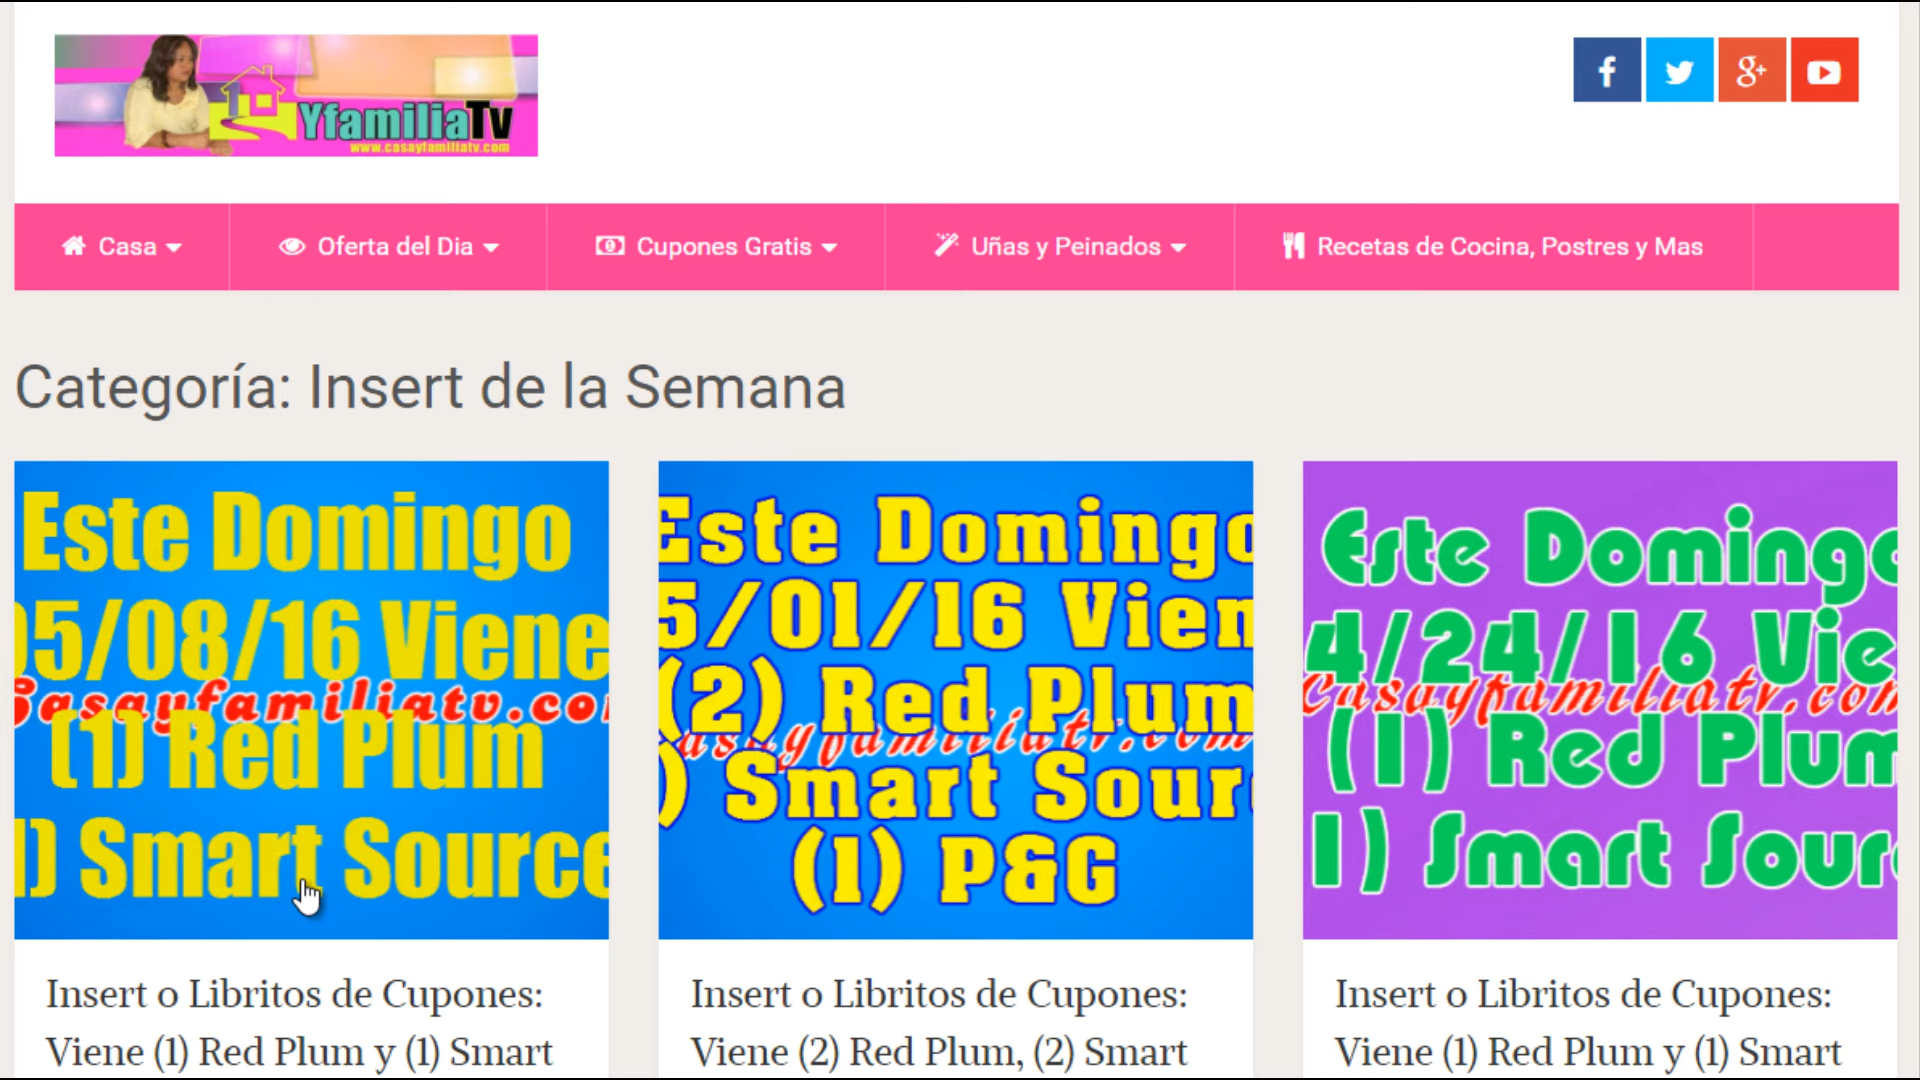 YfamiliaTv
www.casayfamiliatv.com
f
g+
Casa
Oferta del Dia
Cupones Gratis
Uñas y Peinados
Recetas de Cocina, Postres y Mas
Categoría: Insert de la Semana
Este Domingo
05/08/16 Viene
Casayfamiliatv.co
(1) Red Plum
1) Smart Source
Este Domingo
5/01/16 Vien
(2) Red Plum
asayfamiliatv.com
) Smart Sour
(1) P&G
Este Domingo
4/24/16 Vie
Casayfamiliatv.com
(1) Red Plum
1) Smart Sour
Insert o Libritos de Cupones:
Viene (1) Red Plum y (1) Smart
Insert o Libritos de Cupones:
Viene (2) Red Plum, (2) Smart
Insert o Libritos de Cupones:
Viene (1) Red Plum y (1) Smart